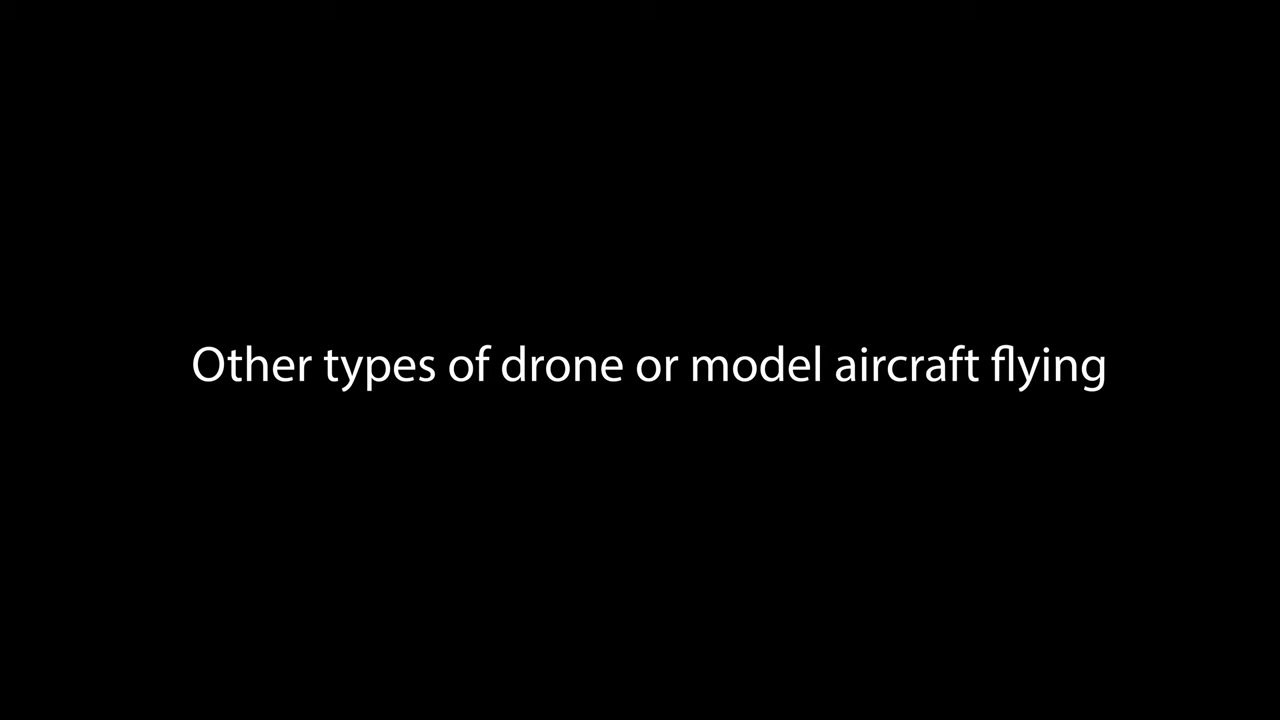 Other types of drone or model aircraft flying